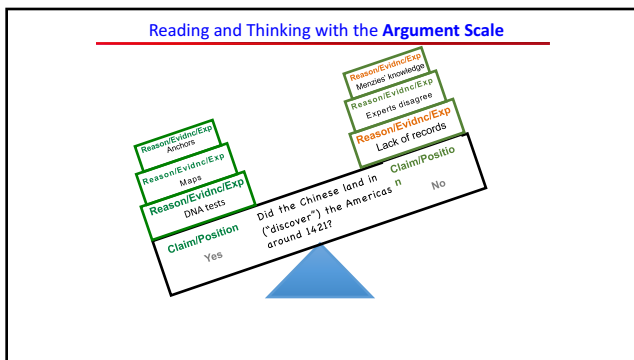 Reading and Thinking with the Argument Scale
Reason/Evidnc/Exp
Anchors
Reason/Evidnc/Exp
Maps
Reason/Evidnc/Exp
DNA tests
Claim/Position
Yes
Did the Chinese land in
("discover") the Americas
around 1421?
Reason/Evidnc/Exp
Menzies' knowledge
Reason/Evidnc/Exp
Experts disagree
Reason/Evidnc/Exp
Lack of records
Claim/Positio
n
No